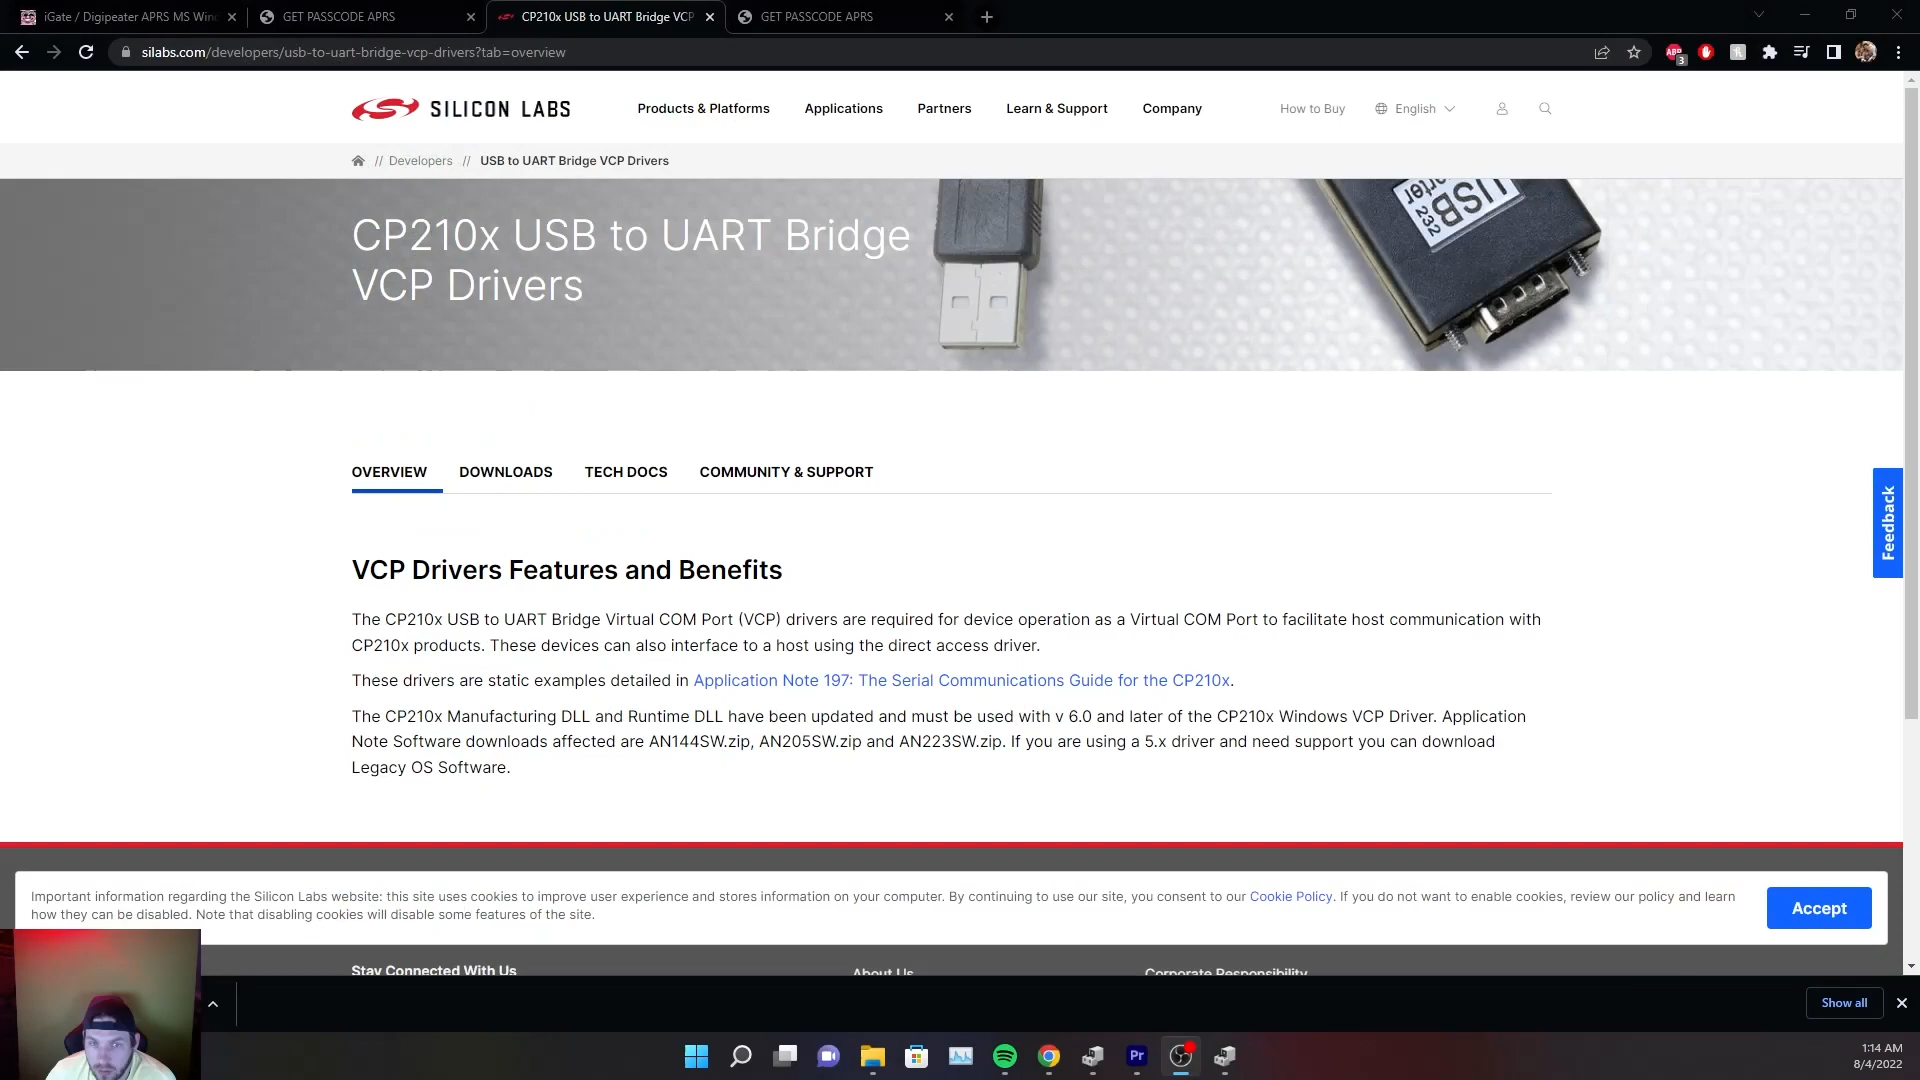 iGate / Digipeater APRS MS Wind
GET PASSCODE APRS
CP210x USB to UART Bridge VCP
GET PASSCODE APRS
silabs.com/developers/usb-to-uart-bridge-vcp-drivers?tab=overview
ABP
3
SILICON LABS
Products & Platforms
Applications
Partners
Learn & Support
Company
How to Buy
English
// Developers // USB to UART Bridge VCP Drivers
CP210x USB to UART Bridge
VCP Drivers
USB
232
OVERVIEW
DOWNLOADS
TECH DOCS
COMMUNITY & SUPPORT
Feedback
VCP Drivers Features and Benefits
The CP210x USB to UART Bridge Virtual COM Port (VCP) drivers are required for device operation as a Virtual COM Port to facilitate host communication with
CP210x products. These devices can also interface to a host using the direct access driver.
These drivers are static examples detailed in Application Note 197: The Serial Communications Guide for the CP210x.
The CP210x Manufacturing DLL and Runtime DLL have been updated and must be used with v 6.0 and later of the CP210x Windows VCP Driver. Application
Note Software downloads affected are AN144SW.zip, AN205SW.zip and AN223SW.zip. If you are using a 5.x driver and need support you can download
Legacy OS Software.
Important information regarding the Silicon Labs website: this site uses cookies to improve user experience and stores information on your computer. By continuing to use our site, you consent to our Cookie Policy. If you do not want to enable cookies, review our policy and learn
how they can be disabled. Note that disabling cookies will disable some features of the site.
Accept
Stay Connected With Us
About Us
Corporate Responsibility
Show all
Pr
1:14 AM
8/4/2022